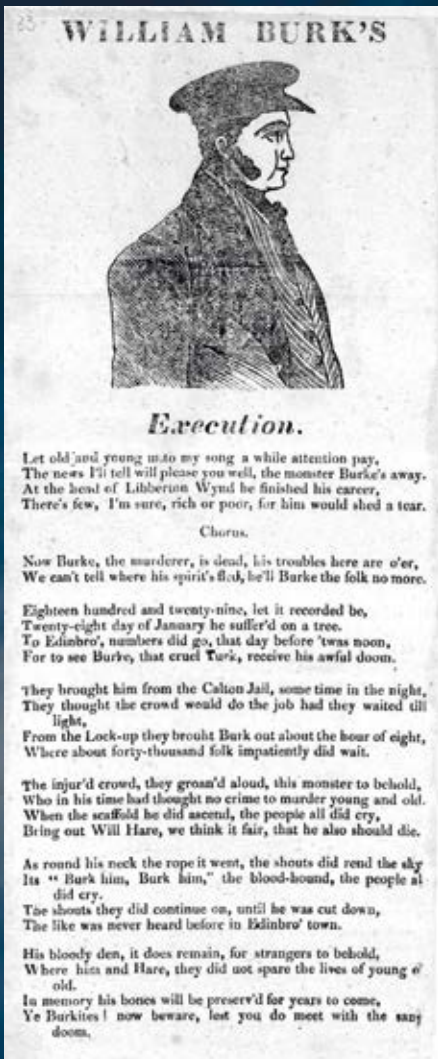 33
WILLIAM BURK'S
Execution.
Let old and young unto my song a while attention pay,
The news I'll tell will please you well, the monster Burke's away.
At the head of Libberton Wynd he finished his career,
There's few, I'm sure, rich or poor, for him would shed a tear.
Chorus.
Now Burke, the murderer, is dead, his troubles here are o'er,
We can't tell where his spirit's fled, he'll Burke the folk no more.
Eighteen hundred and twenty-nine, let it recorded be,
Twenty-eight day of January he suffer'd on a tree.
To Edinbro', numbers did go, that day before 'twas noon,
For to see Burke, that cruel Turk, receive his awful doom.
They brought him from the Calton Jail, some time in the night,
They thought the crowd would do the job had they waited till
light,
From the Lock-up they brouht Burk out about the hour of eight,
Where about forty-thousand folk impatiently did wait.
The injur'd crowd, they groan'd aloud, this monster to behold,
Who in his time had thought no crime to murder young and old.
When the scaffold he did ascend, the people all did cry,
Bring out Will Hare, we think it fair, that he also should die.
As round his neck the rope it went, the shouts did rend the sky
Its "Burk him, Burk him," the blood-hound, the people al
did cry.
The shouts they did continue on, until he was cut down,
The like was never heard before in Edinbro' town.
His bloody den, it does remain, for strangers to behold,
Where him and Hare, they did not spare the lives of young o
old.
In memory his bones will be preserv'd for years to come,
Ye Burkites! now beware, lest you do meet with the sam
doom.